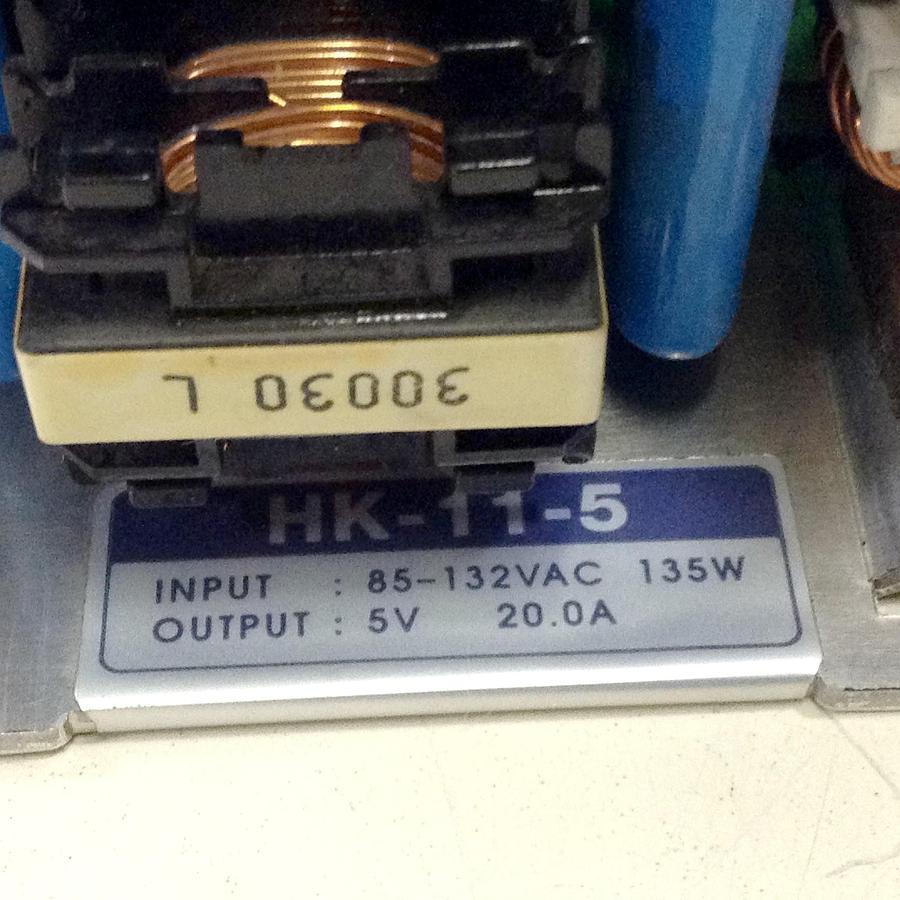 30030 L
HK-11-5
INPUT : 85-132VAC 135W
OUTPUT : 5V 20.0A